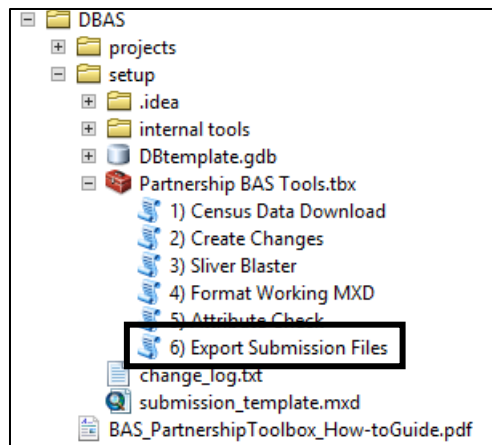 DBAS
projects
setup
.idea
internal tools
DBtemplate.gdb
Partnership BAS Tools.tbx
1) Census Data Download
2) Create Changes
3) Sliver Blaster
4) Format Working MXD
5) Attribute Check
6) Export Submission Files
change_log.txt
submission_template.mxd
BAS_PartnershipToolbox_How-toGuide.pdf